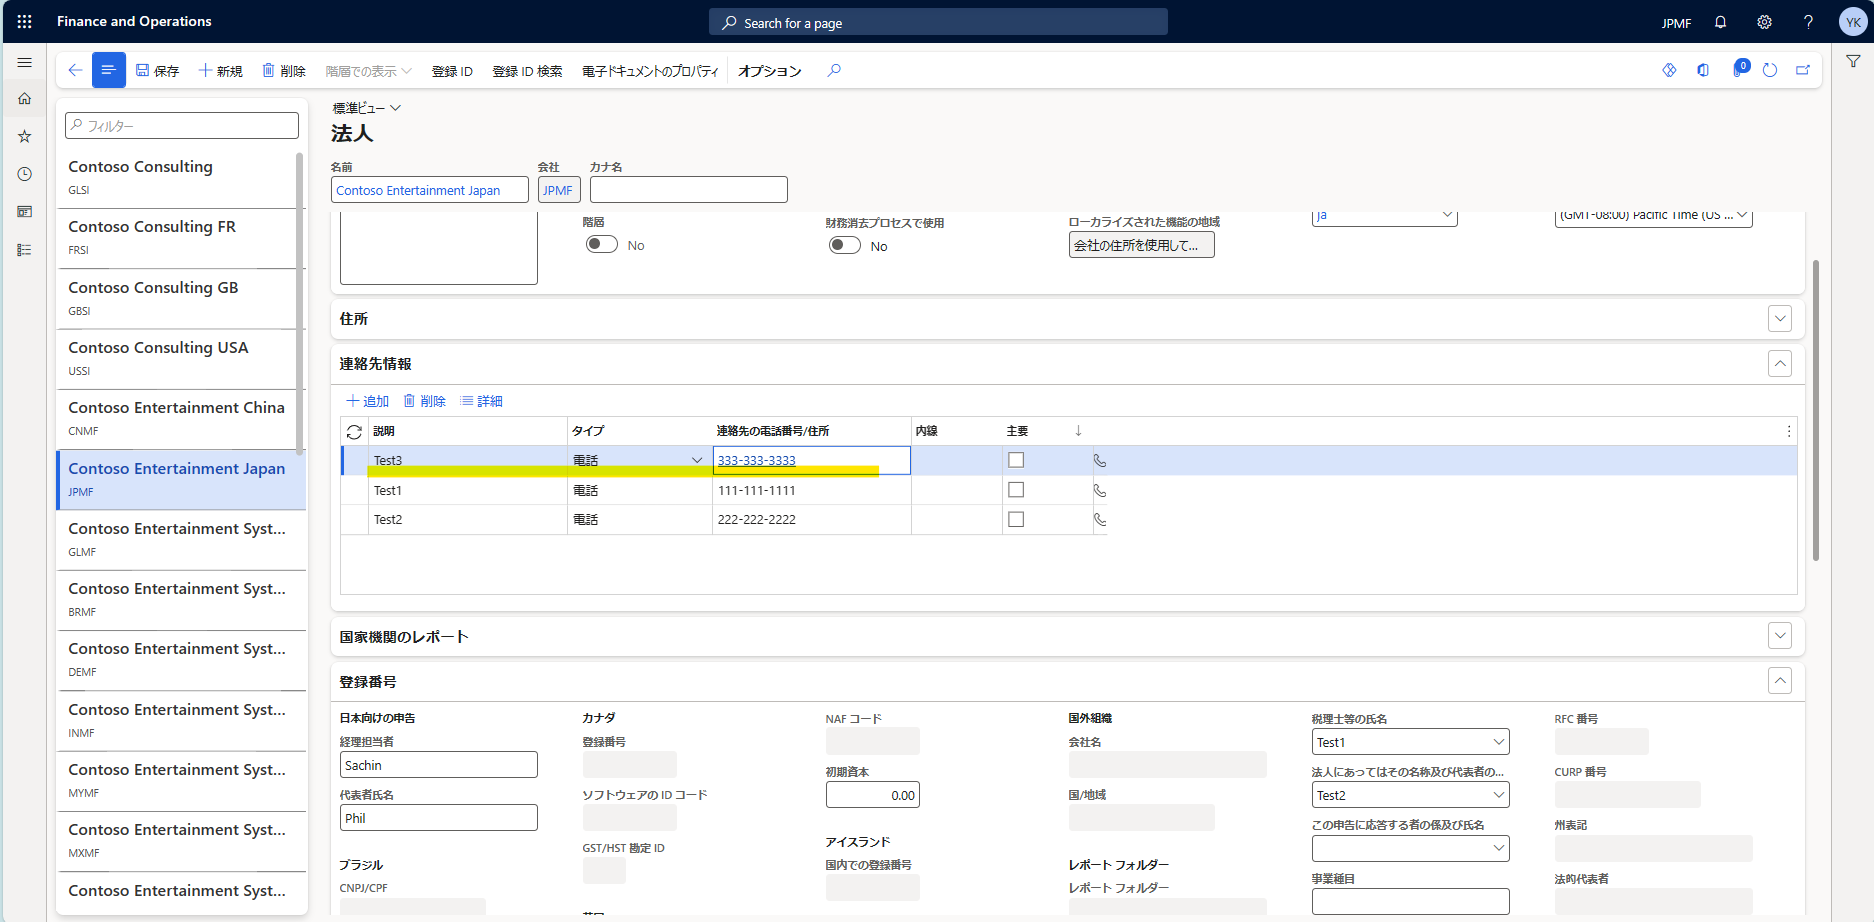 Finance and Operations
Search for a page
JPMF
YK
保存
新規
削除
階層での表示
登録 ID
登録 ID 検索
電子ドキュメントのプロパティ
オプション
0
フィルター
Contoso Consulting
GLSI
Contoso Consulting FR
FRSI
Contoso Consulting GB
GBSI
Contoso Consulting USA
USSI
Contoso Entertainment China
CNMF
Contoso Entertainment Japan
JPMF
Contoso Entertainment Syst...
GLMF
Contoso Entertainment Syst...
BRMF
Contoso Entertainment Syst...
DEMF
Contoso Entertainment Syst...
INMF
Contoso Entertainment Syst...
MYMF
Contoso Entertainment Syst...
MXMF
Contoso Entertainment Syst...
標準ビュー
法人
名前 会社 カナ名
Contoso Entertainment Japan JPMF
階層
No
財務消去プロセスで使用
No
ローカライズされた機能の地域
会社の住所を使用して...
ja
(GMT-08:00) Pacific Time (US ...
住所
連絡先情報
追加 削除 詳細
説明 タイプ 連絡先の電話番号/住所 内線 主要
Test3 電話 333-333-3333
Test1 電話 111-111-1111
Test2 電話 222-222-2222
国家機関のレポート
登録番号
日本向けの申告
経理担当者
Sachin
代表者氏名
Phil
ブラジル
CNPJ/CPF
カナダ
登録番号
ソフトウェアの ID コード
GST/HST 勘定 ID
NAF コード
初期資本
0.00
アイスランド
国内での登録番号
国外組織
会社名
国/地域
レポート フォルダー
レポート フォルダー
税理士等の氏名
Test1
法人にあってはその名称及び代表者の...
Test2
この申告に応答する者の係及び氏名
事業種目
RFC 番号
CURP 番号
州表記
法的代表者